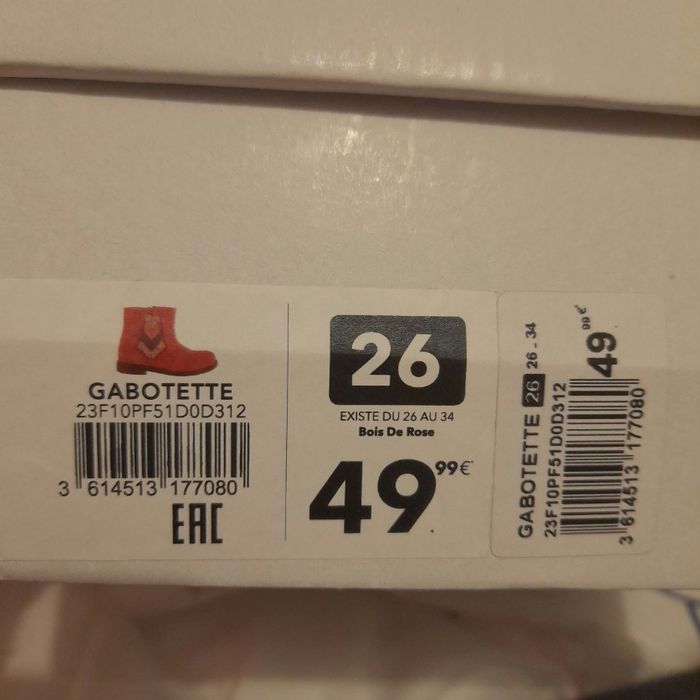 GABOTETTE
23F10PF51D0D312
3 614513 177080
EAC
26
EXISTE DU 26 AU 34
Bois De Rose
49,99€*
GABOTETTE 26 26 - 34
23F10PF51D0D312
3 614513 177080
49,99€*